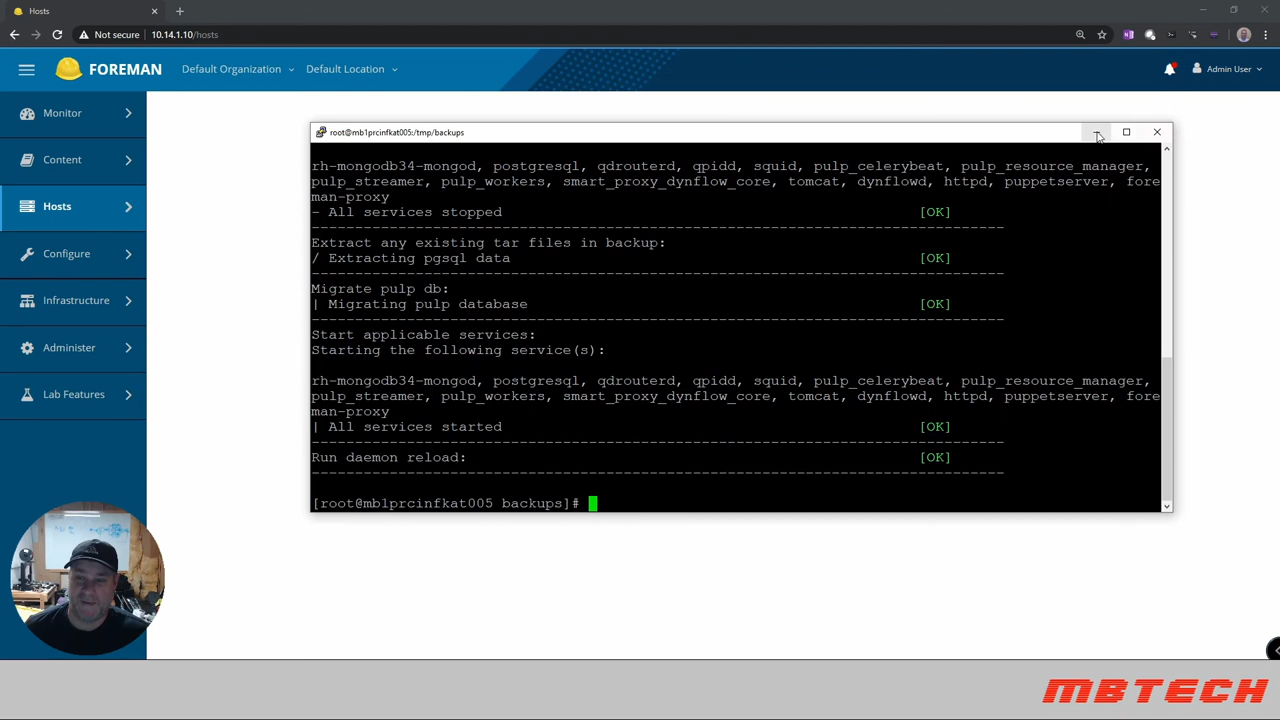 Hosts
Not secure
10.14.1.10/hosts
FOREMAN
Default Organization
Default Location
Admin User
Monitor
Content
Hosts
Configure
Infrastructure
Administer
Lab Features
root@mb1prcinfkat005:/tmp/backups
rh-mongodb34-mongod, postgresql, qdrouterd, qpidd, squid, pulp_celerybeat, pulp_resource_manager,
pulp_streamer, pulp_workers, smart_proxy_dynflow_core, tomcat, dynflowd, httpd, puppetserver, fore
man-proxy
- All services stopped [OK]
--------------------------------------------------------------------------------
Extract any existing tar files in backup:
/ Extracting pgsql data [OK]
--------------------------------------------------------------------------------
Migrate pulp db:
| Migrating pulp database [OK]
--------------------------------------------------------------------------------
Start applicable services:
Starting the following service(s):
rh-mongodb34-mongod, postgresql, qdrouterd, qpidd, squid, pulp_celerybeat, pulp_resource_manager,
pulp_streamer, pulp_workers, smart_proxy_dynflow_core, tomcat, dynflowd, httpd, puppetserver, fore
man-proxy
| All services started [OK]
--------------------------------------------------------------------------------
Run daemon reload: [OK]
--------------------------------------------------------------------------------
[root@mb1prcinfkat005 backups]#
MBTECH